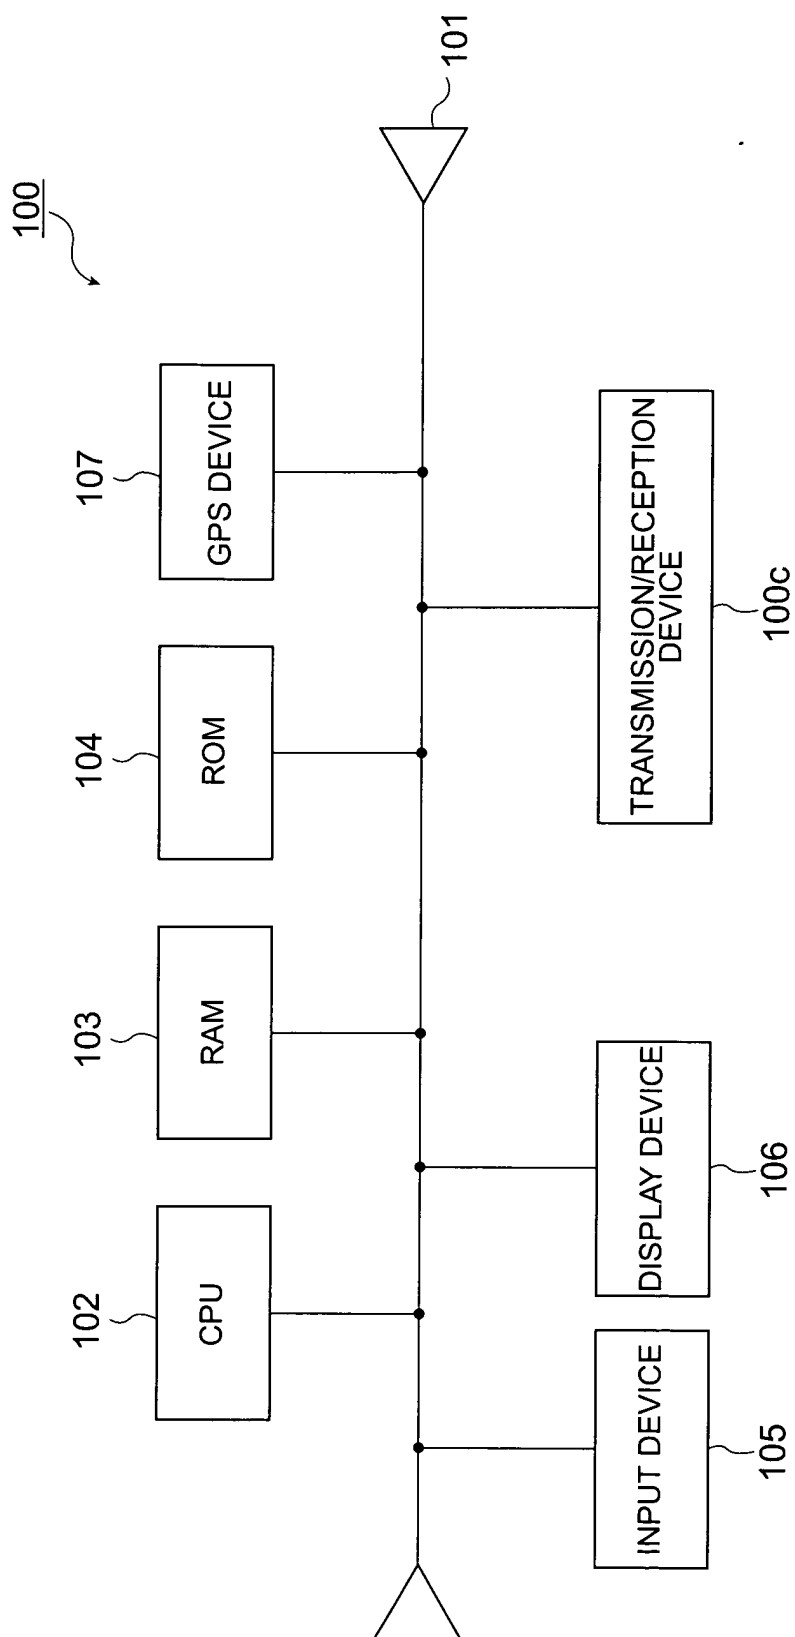 100
102
103
104
107
CPU
RAM
ROM
GPS DEVICE
101
INPUT DEVICE
DISPLAY DEVICE
TRANSMISSION/RECEPTION
DEVICE
105
106
100c